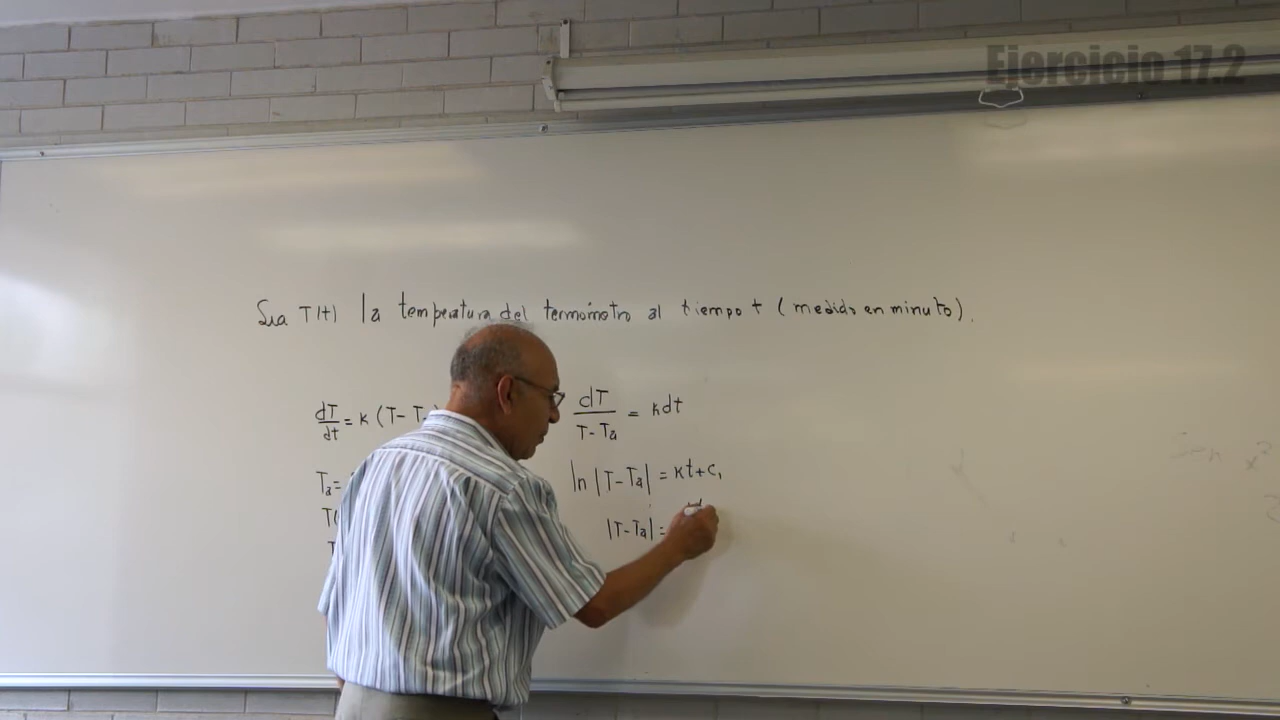 Ejercicio 17.2
Sea T(t) la temperatura del termómetro al tiempo t (medido en minuto).
dT/dt = k (T - T
dT/(T - Ta) = k dt
Ta =
ln |T - Ta| = kt + c₁
T(
|T - Ta| =
T